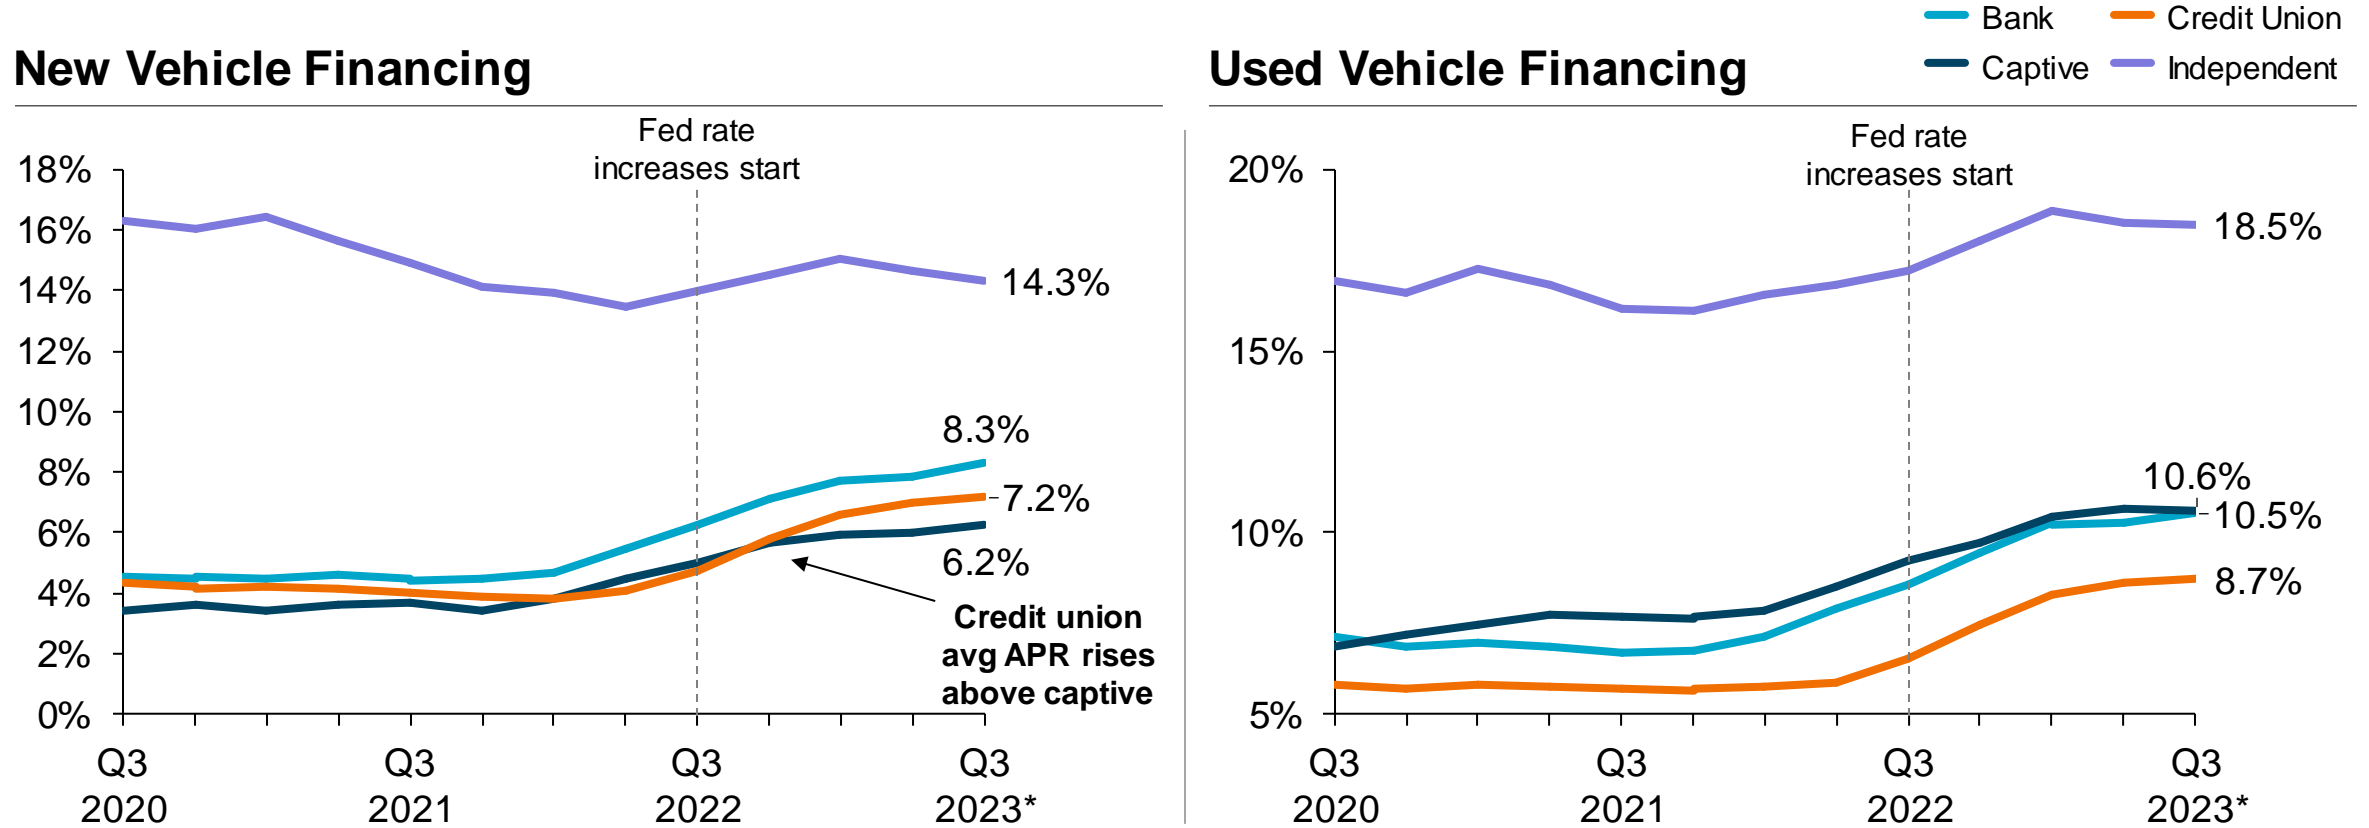 Bank
Credit Union
Captive
Independent
New Vehicle Financing
Fed rate
increases start
18%
16%
14%
12%
10%
8%
6%
4%
2%
0%
14.3%
8.3%
7.2%
6.2%
Credit union
avg APR rises
above captive
Q3
2020
Q3
2021
Q3
2022
Q3
2023*
Used Vehicle Financing
Fed rate
increases start
20%
15%
10%
5%
18.5%
10.6%
10.5%
8.7%
Q3
2020
Q3
2021
Q3
2022
Q3
2023*